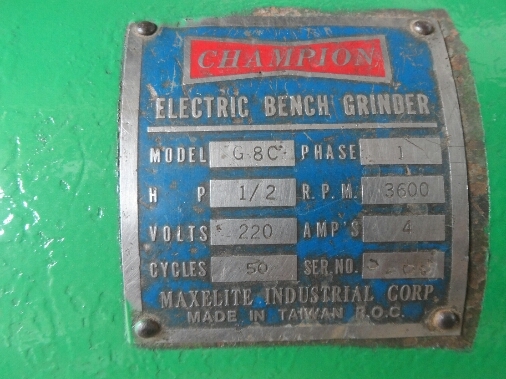 CHAMPION
ELECTRIC BENCH GRINDER
MODEL G 8C PHASE 1
H P 1/2 R.P.M. 3600
VOLTS 220 AMP'S 4
CYCLES 50 SER.NO.
MAXELITE INDUSTRIAL CORP.
MADE IN TAIWAN R.O.C.